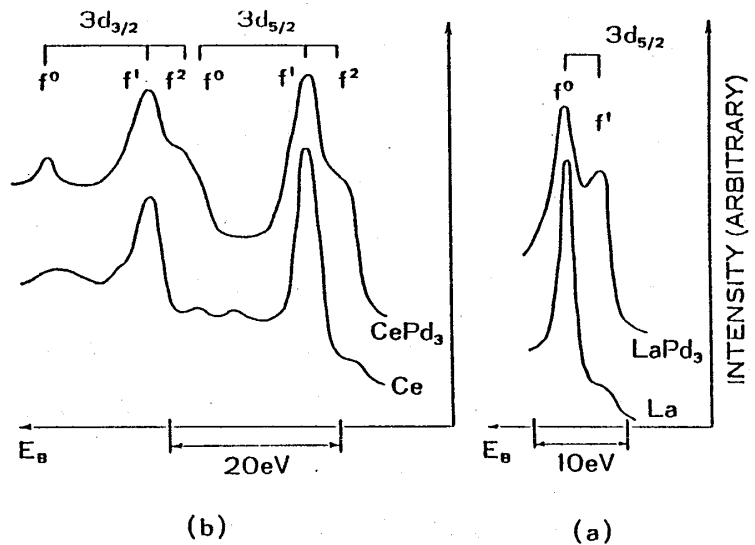 3d3/2 3d5/2
f⁰ f¹ f² f⁰ f¹ f²
CePd3
Ce
EB
20eV
(b)
3d5/2
f⁰ f¹
LaPd3
La
EB
10eV
(a)
INTENSITY (ARBITRARY)